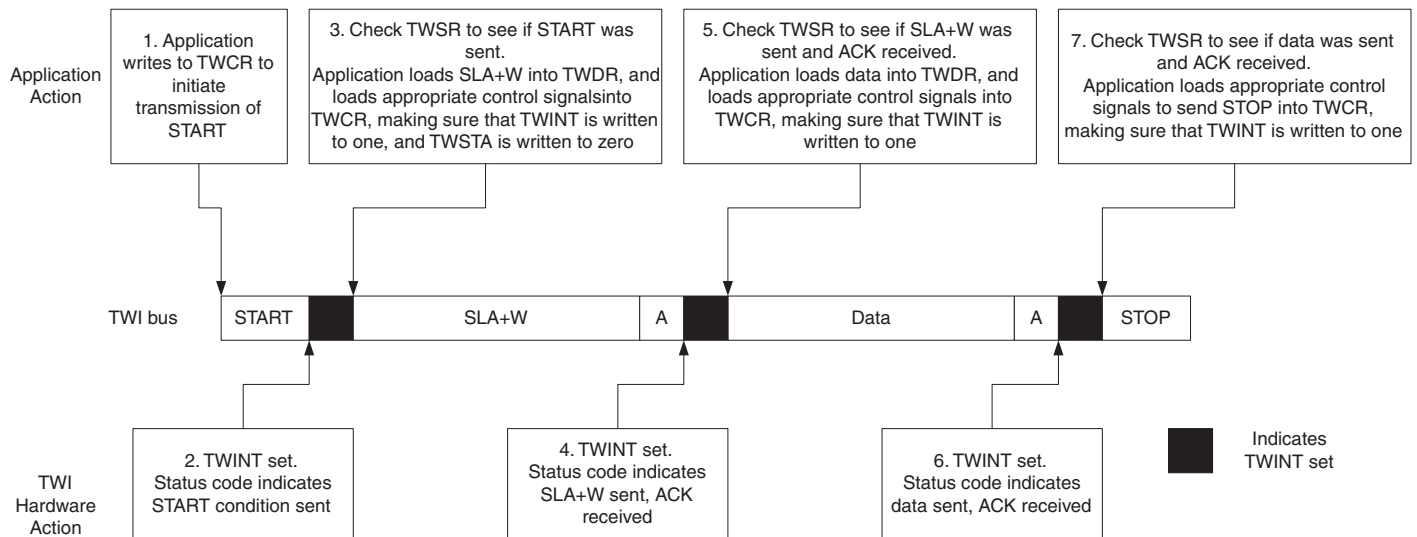 Application
Action
1. Application
writes to TWCR to
initiate
transmission of
START
3. Check TWSR to see if START was
sent.
Application loads SLA+W into TWDR, and
loads appropriate control signalsinto
TWCR, making sure that TWINT is written
to one, and TWSTA is written to zero
5. Check TWSR to see if SLA+W was
sent and ACK received.
Application loads data into TWDR, and
loads appropriate control signals into
TWCR, making sure that TWINT is
written to one
7. Check TWSR to see if data was sent
and ACK received.
Application loads appropriate control
signals to send STOP into TWCR,
making sure that TWINT is written to one
TWI bus
START
SLA+W
A
Data
A
STOP
TWI
Hardware
Action
2. TWINT set.
Status code indicates
START condition sent
4. TWINT set.
Status code indicates
SLA+W sent, ACK
received
6. TWINT set.
Status code indicates
data sent, ACK received
Indicates
TWINT set